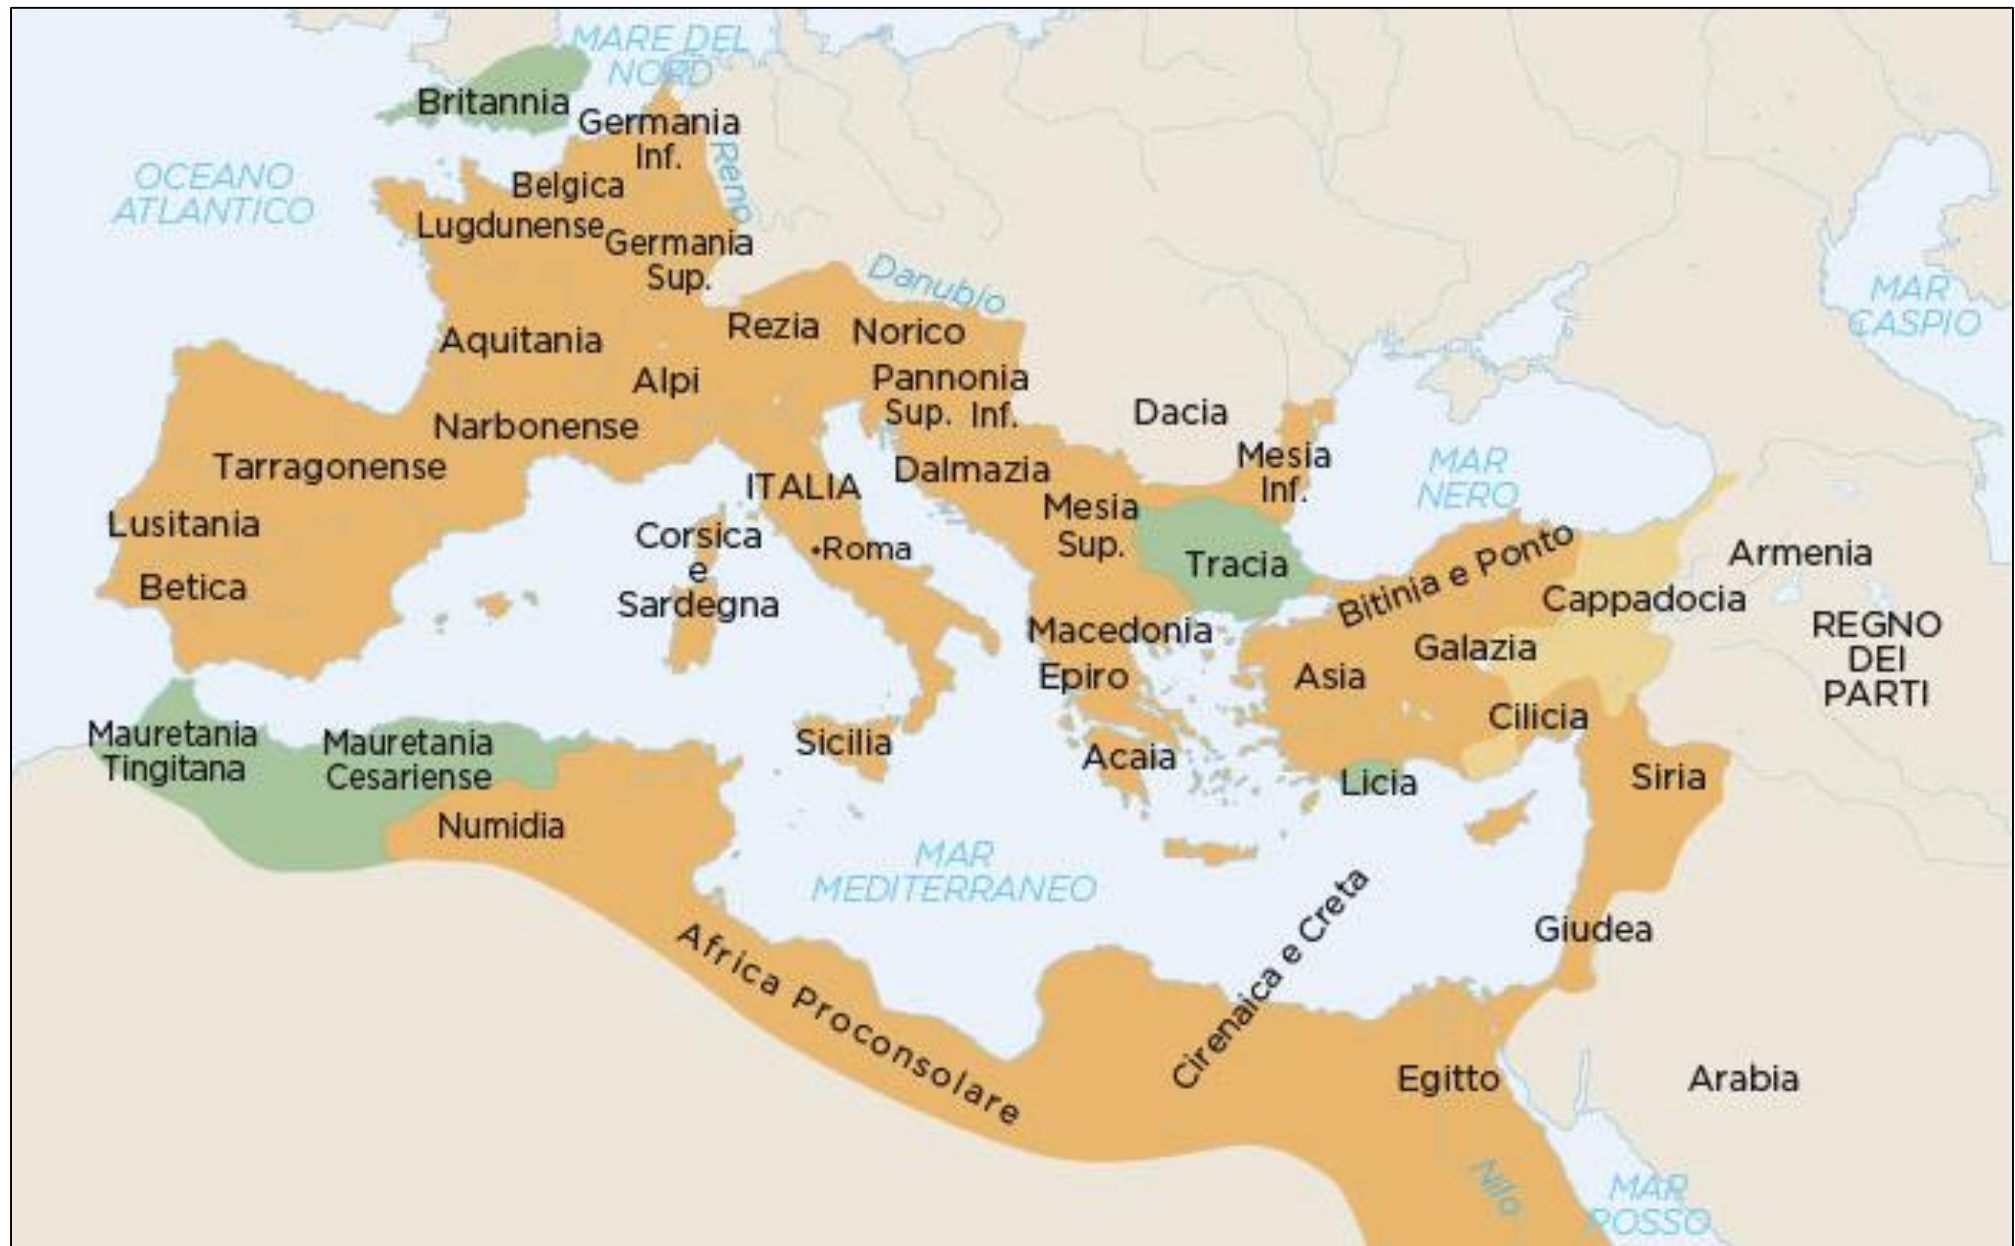 MARE DEL
NORD
Britannia
Germania
Inf.
Reno
OCEANO
ATLANTICO
Belgica
Lugdunense
Germania
Sup.
Danubio
MAR
CASPIO
Aquitania
Rezia
Norico
Alpi
Pannonia
Sup. Inf.
Dacia
Narbonense
Tarragonense
ITALIA
Dalmazia
Mesia
Inf.
MAR
NERO
Lusitania
Corsica
e
Sardegna
•Roma
Mesia
Sup.
Tracia
Bitinia e Ponto
Armenia
Betica
Cappadocia
Macedonia
Galazia
REGNO
DEI
PARTI
Epiro
Asia
Cilicia
Mauretania
Tingitana
Mauretania
Cesariense
Sicilia
Acaia
Licia
Siria
Numidia
MAR
MEDITERRANEO
Africa Proconsolare
Cirenaica e Creta
Giudea
Egitto
Arabia
Nilo
MAR
ROSSO